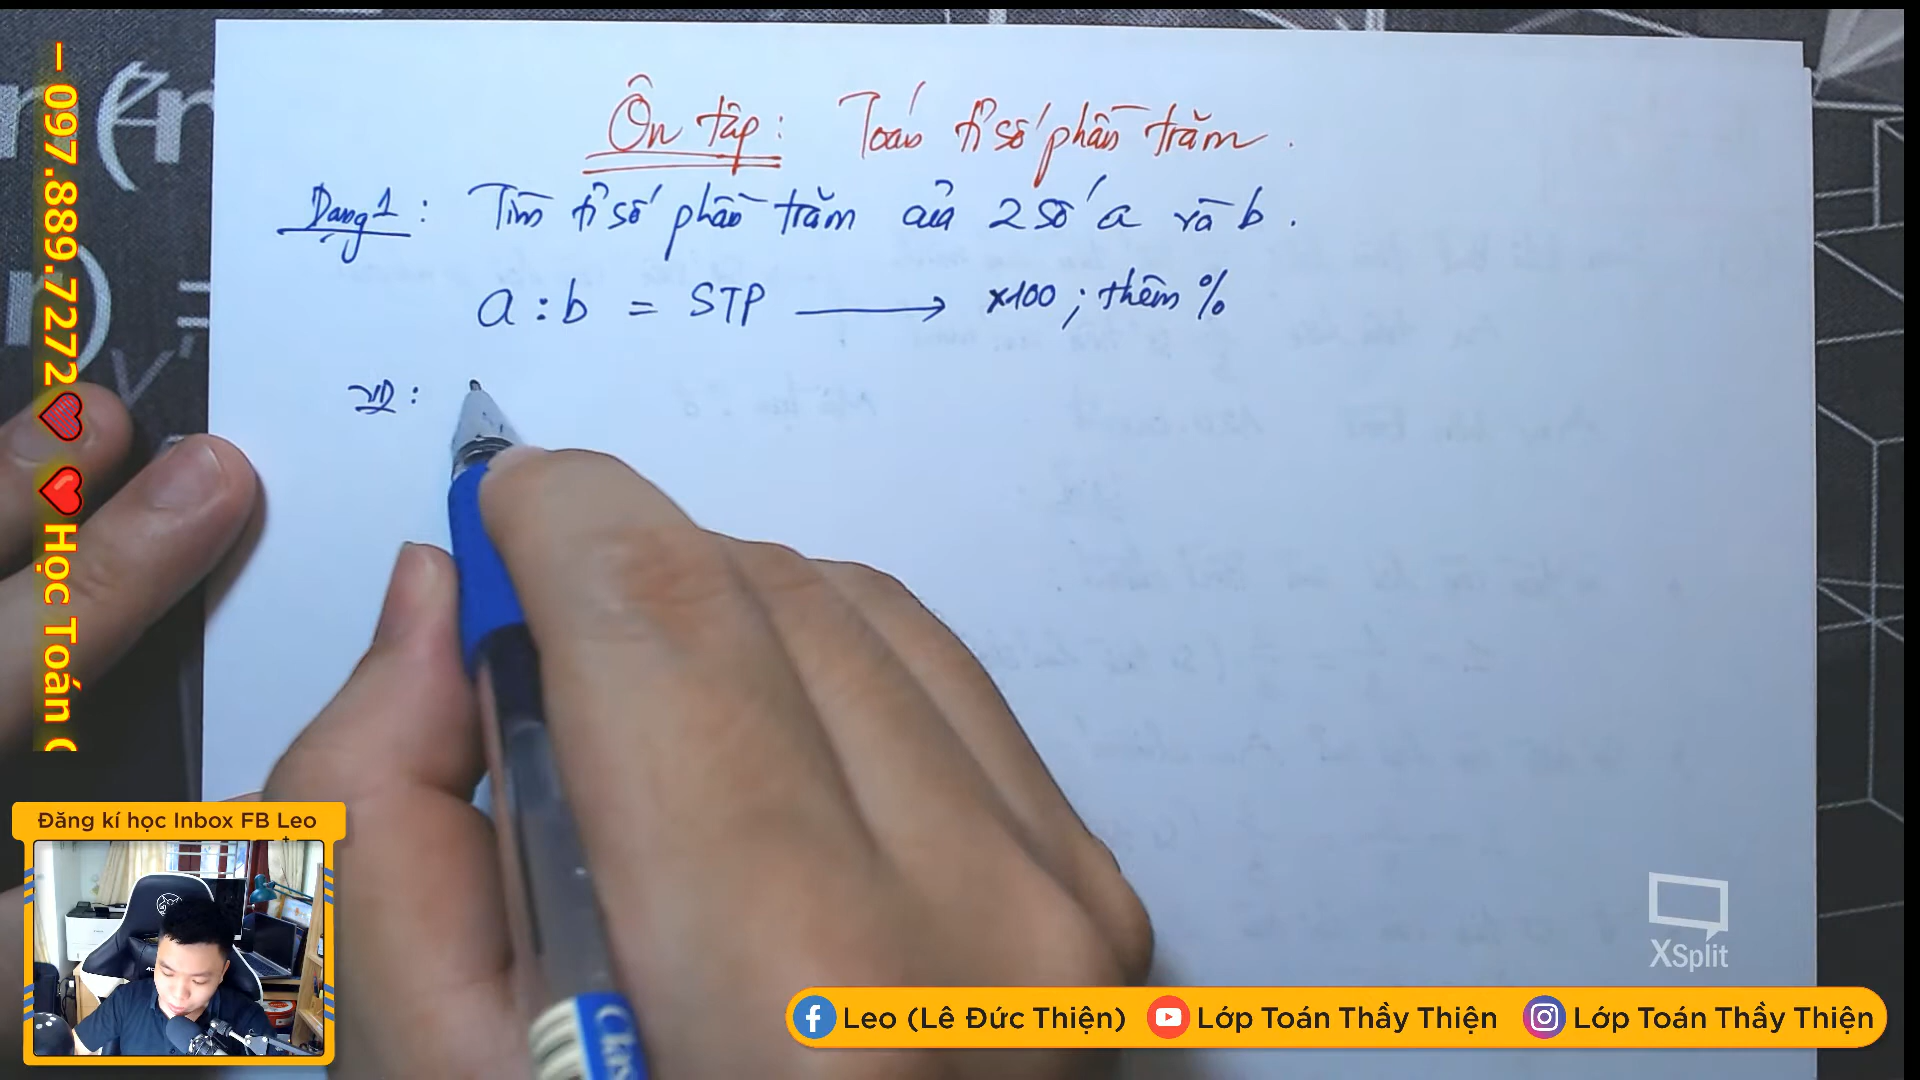 Ôn tập: Toán tỉ số phần trăm.
Dạng 1: Tìm tỉ số phần trăm của 2 số a và b.
a : b = STP → x100 ; thêm %
VD:
– 097.889.7272 ❤ ❤ Học Toán
Đăng kí học Inbox FB Leo
XSplit
Leo (Lê Đức Thiện) Lớp Toán Thầy Thiện Lớp Toán Thầy Thiện